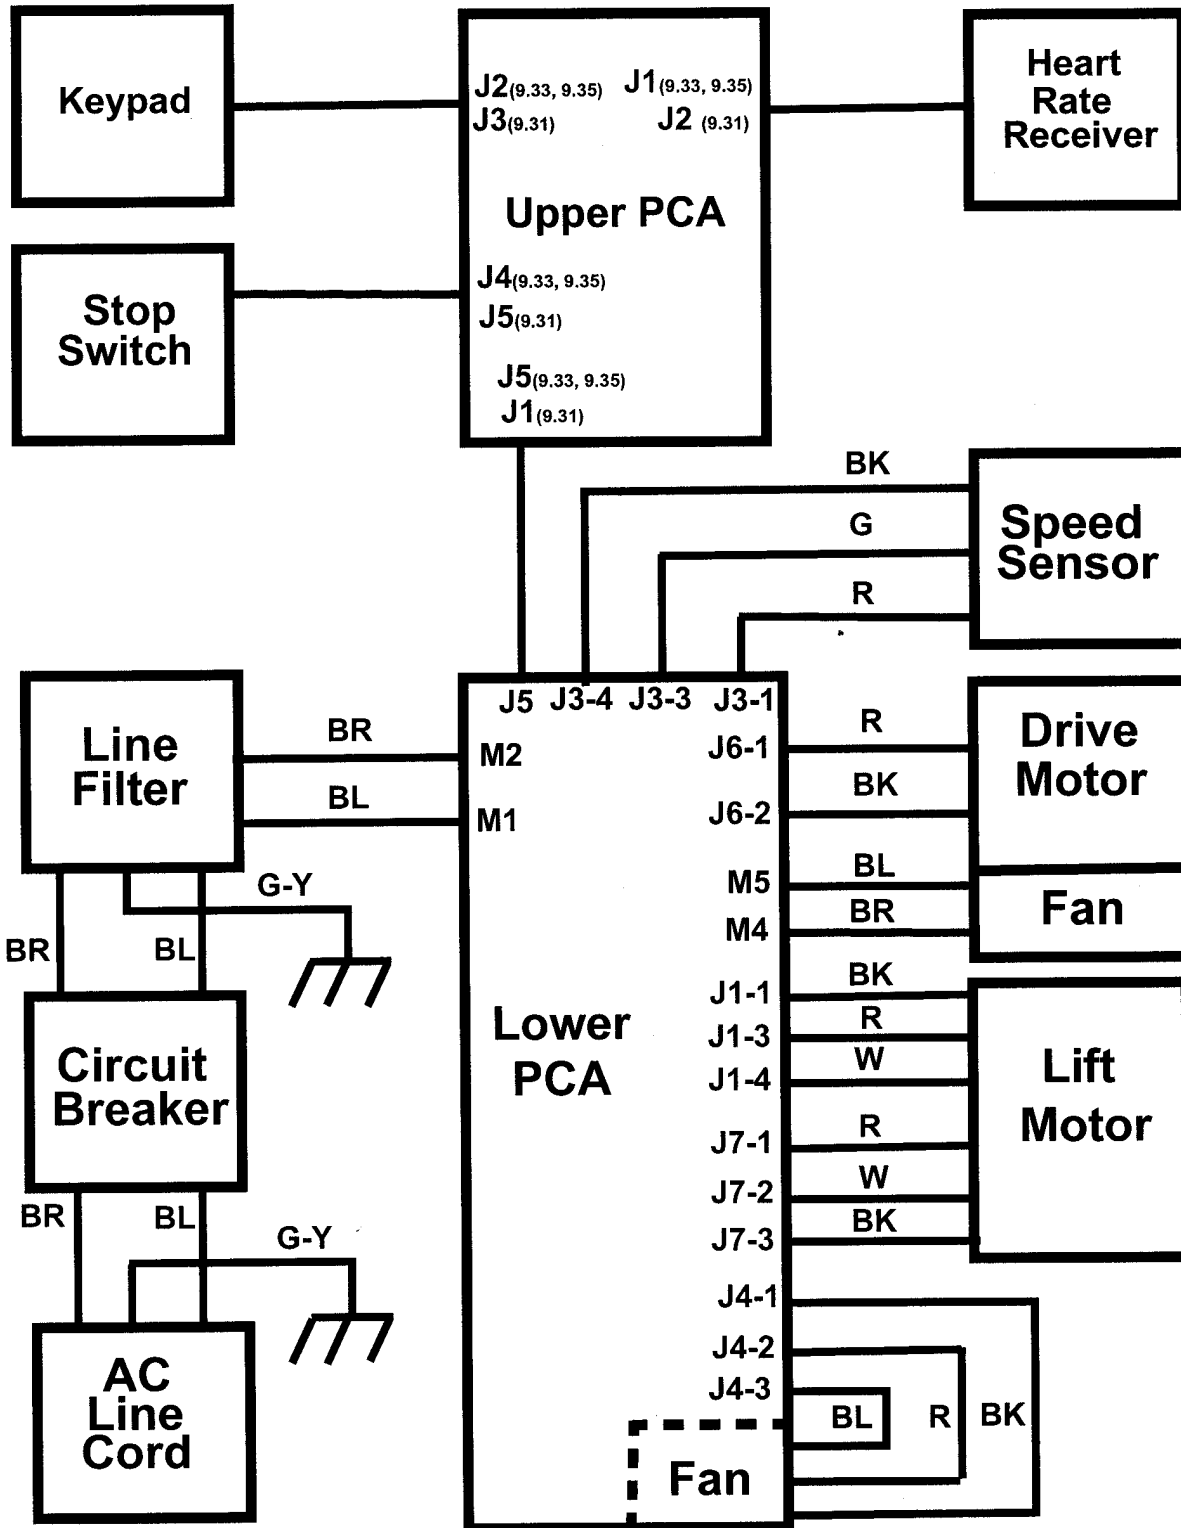 Keypad
J2(9.33, 9.35) J1(9.33, 9.35)
J3(9.31) J2 (9.31)
Heart
Rate
Receiver
Upper PCA
Stop
Switch
J4(9.33, 9.35)
J5(9.31)
J5(9.33, 9.35)
J1(9.31)
BK
G
R
Speed
Sensor
Line
Filter
BR
BL
J5 J3-4 J3-3 J3-1
M2
M1
J6-1
J6-2
M5
M4
R
BK
BL
BR
Drive
Motor
Fan
G-Y
BR
BL
Circuit
Breaker
Lower
PCA
J1-1
J1-3
J1-4
J7-1
J7-2
J7-3
BK
R
W
R
W
BK
Lift
Motor
BR
BL
G-Y
AC
Line
Cord
J4-1
J4-2
J4-3
BL
R
BK
Fan